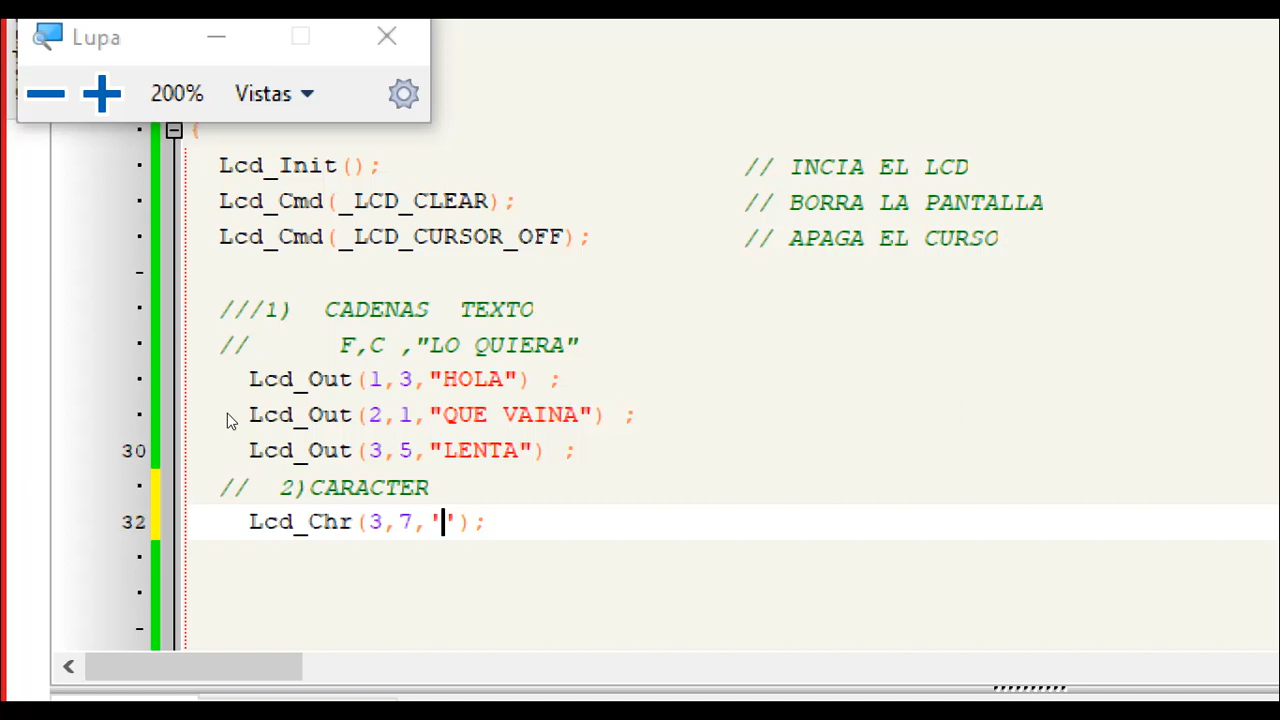 Lupa
200% Vistas
{
Lcd_Init(); // INCIA EL LCD
Lcd_Cmd(_LCD_CLEAR); // BORRA LA PANTALLA
Lcd_Cmd(_LCD_CURSOR_OFF); // APAGA EL CURSO
///1) CADENAS TEXTO
// F,C ,"LO QUIERA"
Lcd_Out(1,3,"HOLA") ;
Lcd_Out(2,1,"QUE VAINA") ;
30 Lcd_Out(3,5,"LENTA") ;
// 2)CARACTER
32 Lcd_Chr(3,7,'');